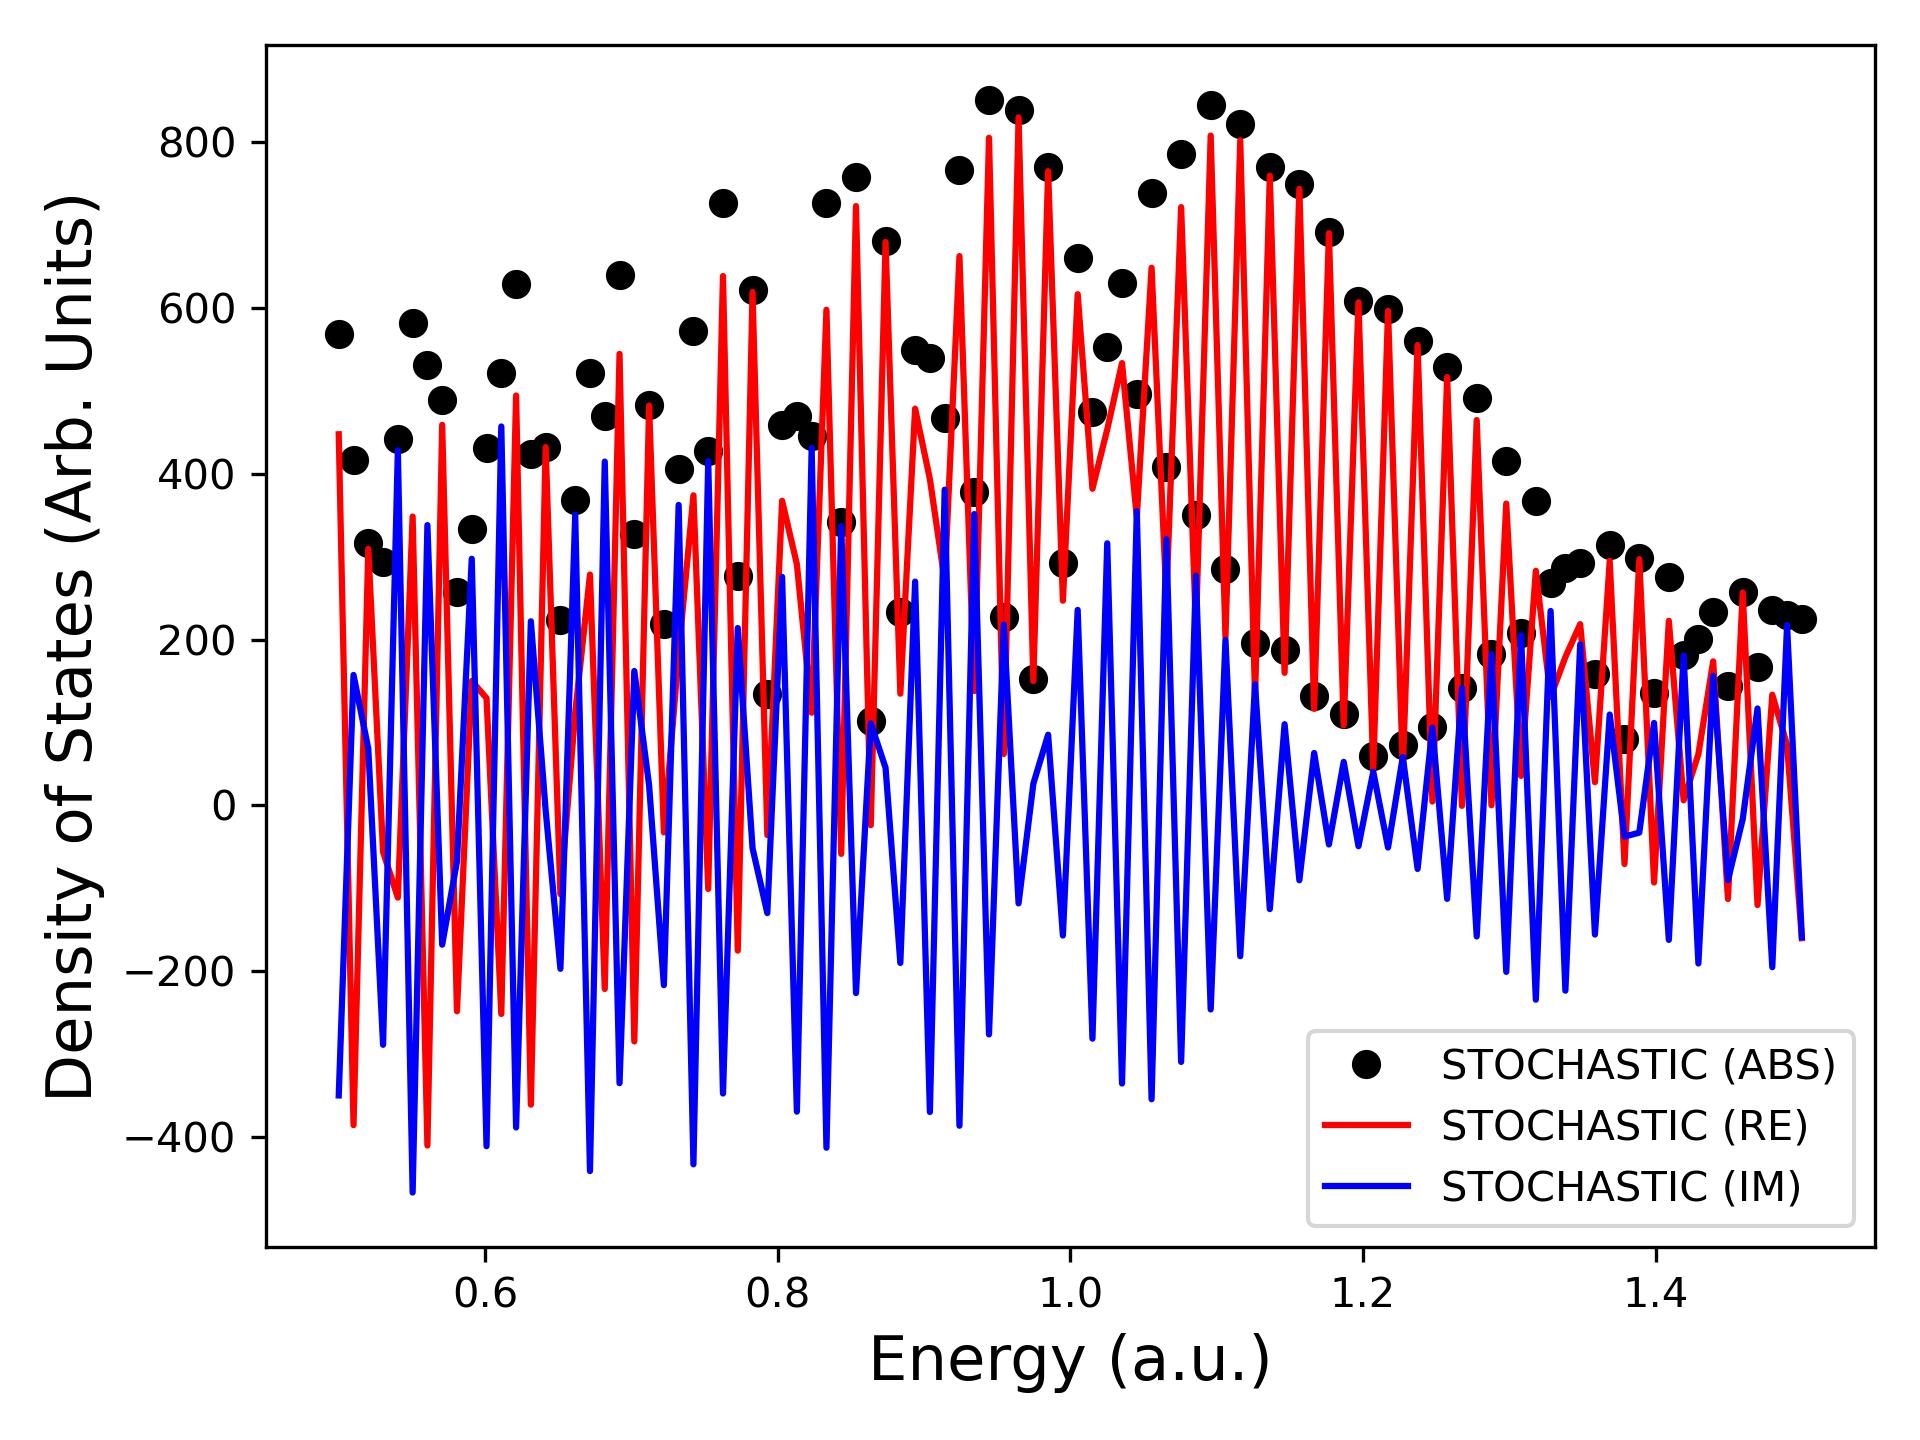 Density of States (Arb. Units)
800
600
400
200
0
−200
−400
STOCHASTIC (ABS)
STOCHASTIC (RE)
STOCHASTIC (IM)
0.6 0.8 1.0 1.2 1.4
Energy (a.u.)